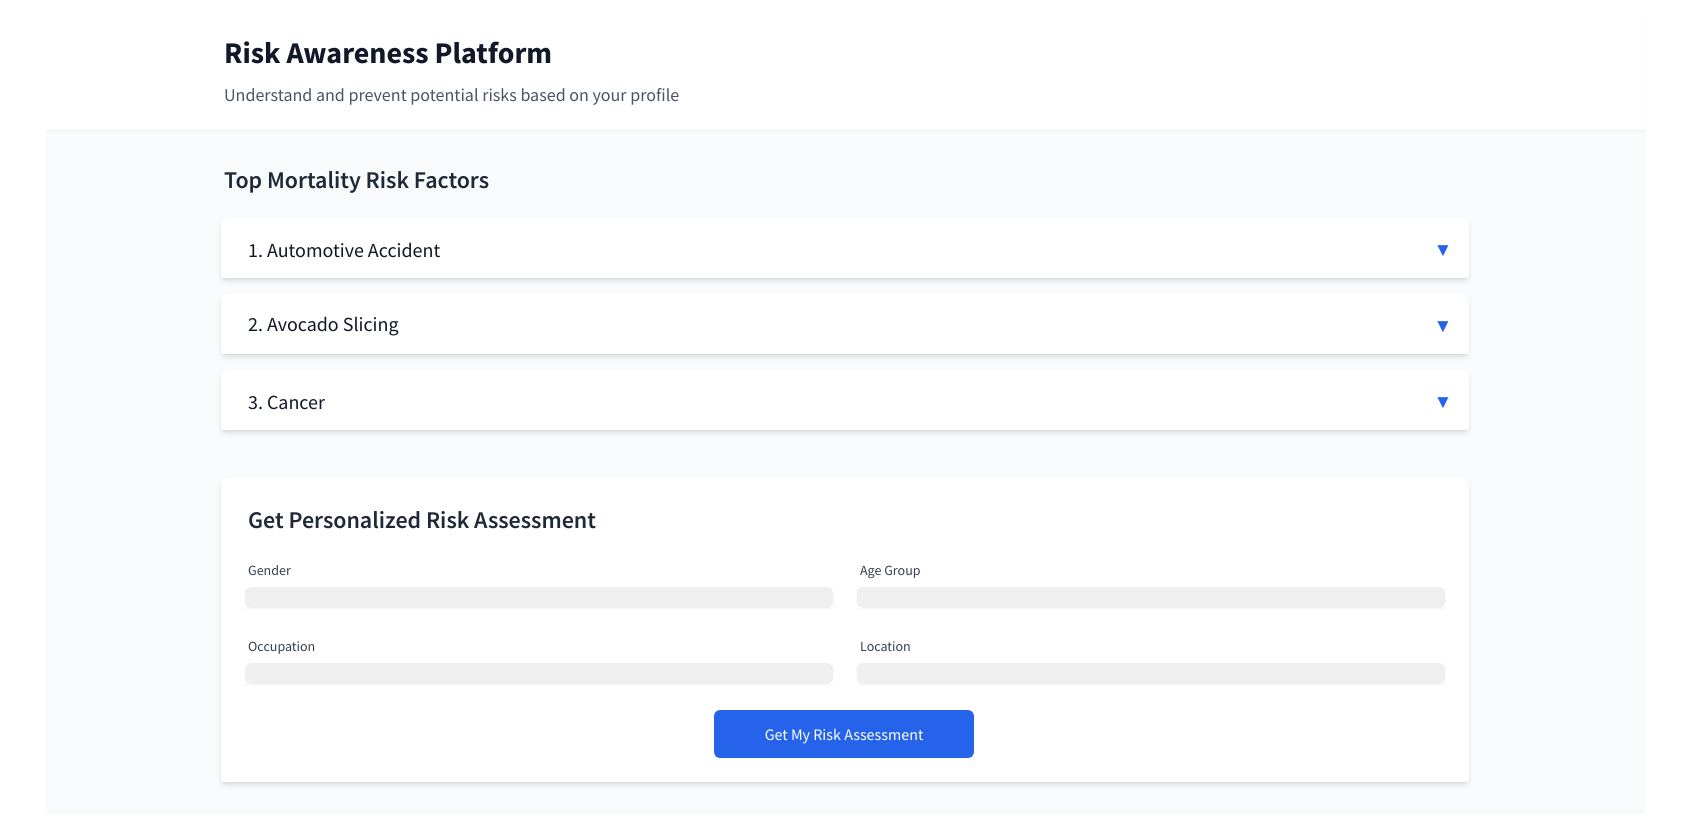 Risk Awareness Platform
Understand and prevent potential risks based on your profile
Top Mortality Risk Factors
1. Automotive Accident
2. Avocado Slicing
3. Cancer
Get Personalized Risk Assessment
Gender
Age Group
Occupation
Location
Get My Risk Assessment